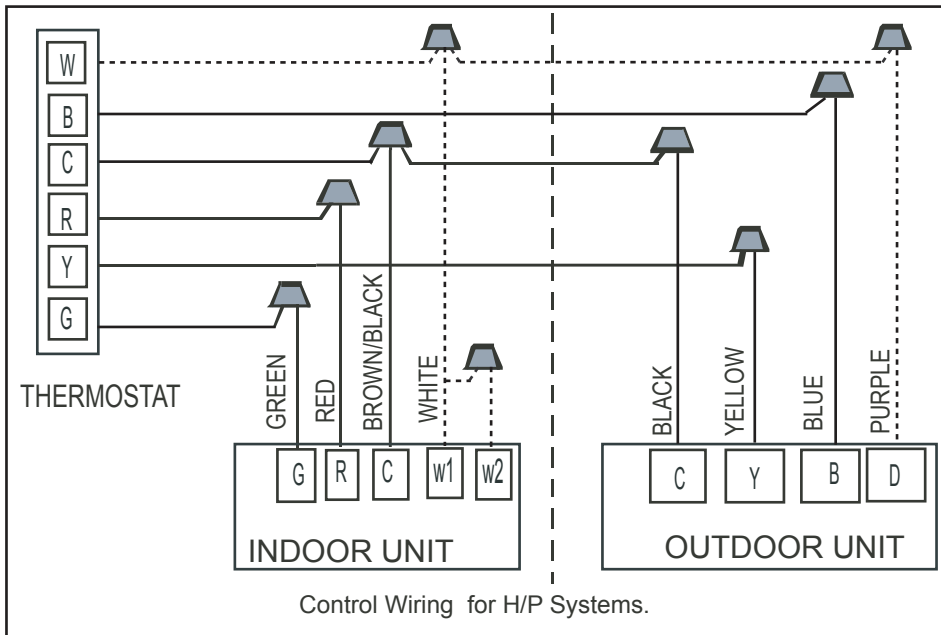 W
B
C
R
Y
G
THERMOSTAT
GREEN
RED
BROWN/BLACK
WHITE
BLACK
YELLOW
BLUE
PURPLE
G R C w1 w2
C Y B D
INDOOR UNIT
OUTDOOR UNIT
Control Wiring for H/P Systems.